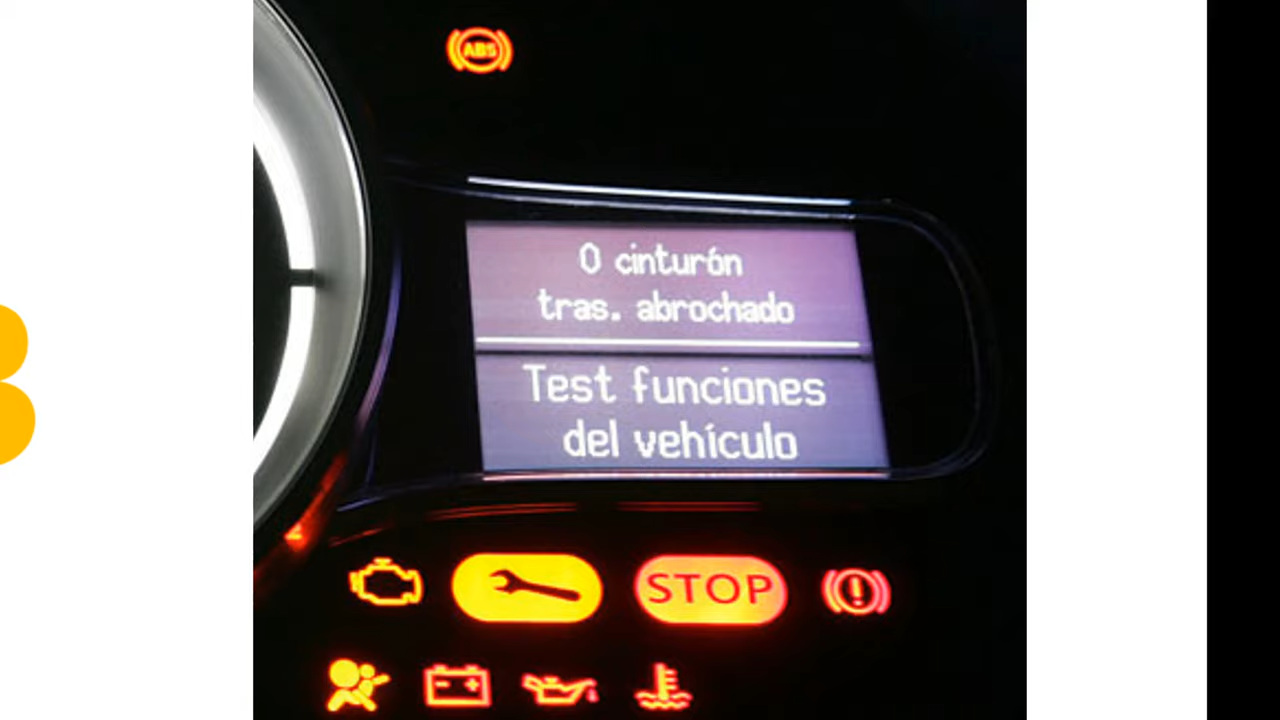 ABS
0 cinturón
tras. abrochado
Test funciones
del vehículo
STOP